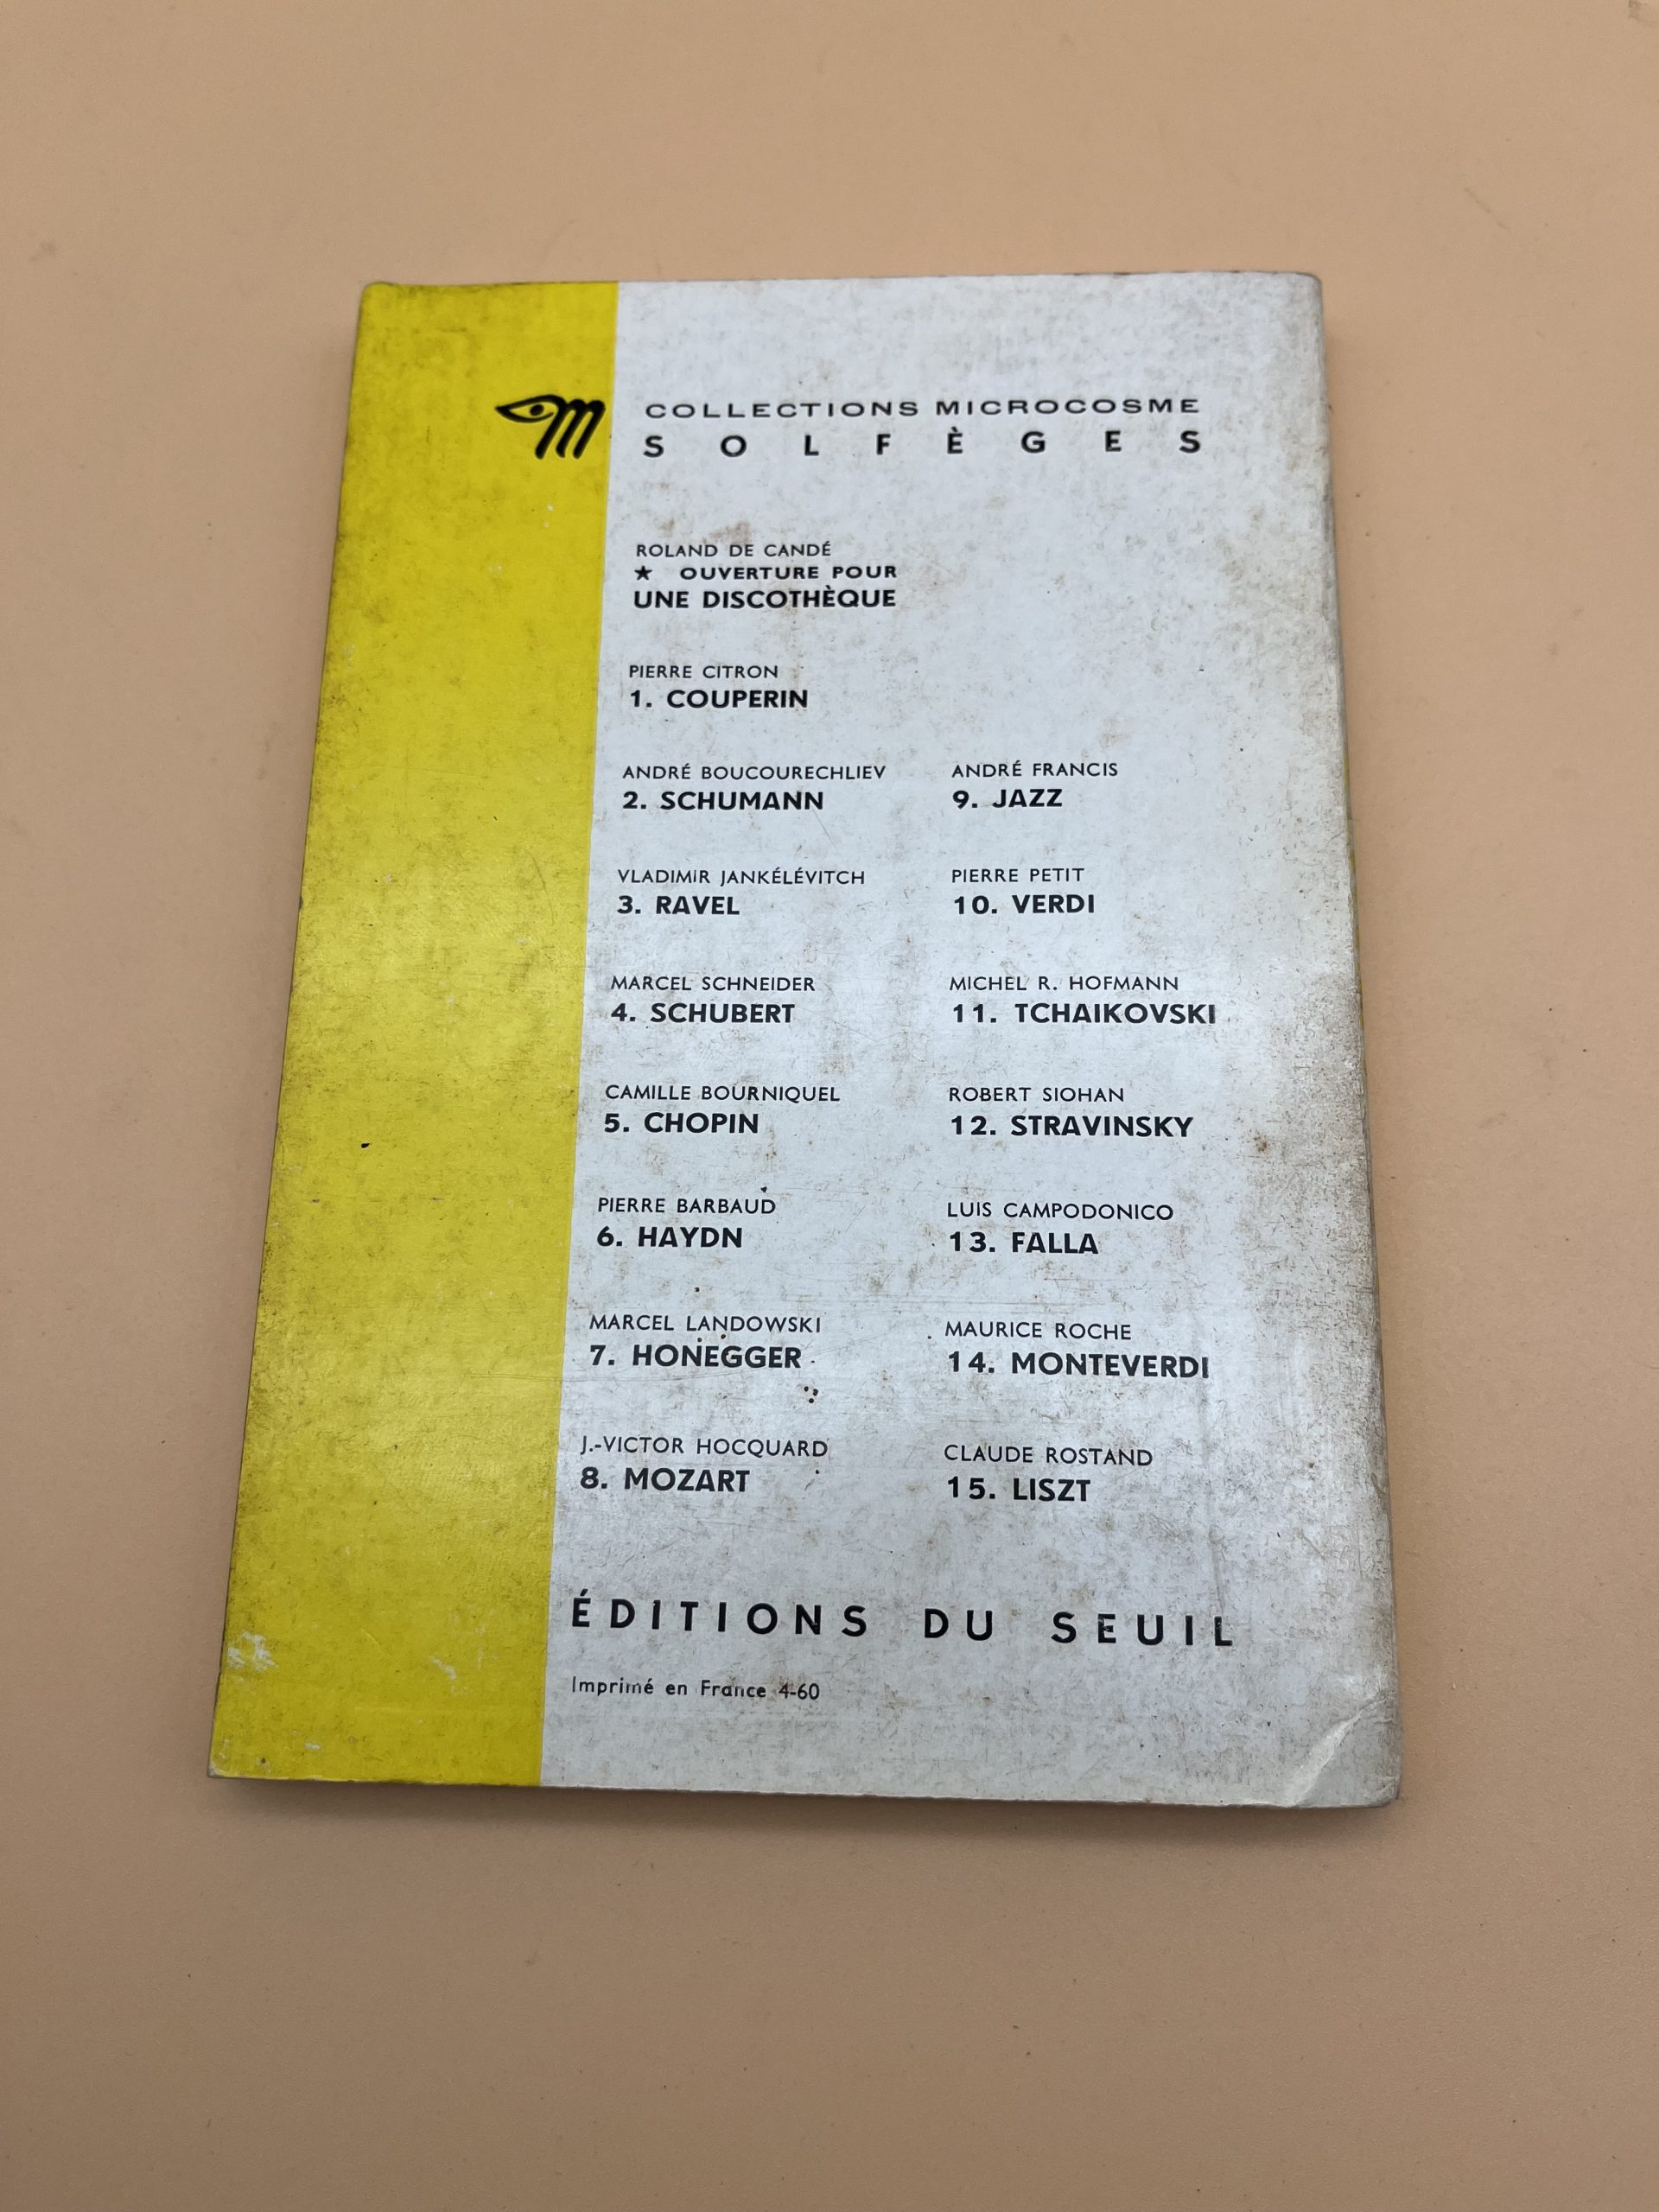 COLLECTIONS MICROCOSME
SOLFÈGES
ROLAND DE CANDÉ
★ OUVERTURE POUR
UNE DISCOTHÈQUE
PIERRE CITRON
1. COUPERIN
ANDRÉ BOUCOURECHLIEV
2. SCHUMANN
VLADIMIR JANKÉLÉVITCH
3. RAVEL
MARCEL SCHNEIDER
4. SCHUBERT
CAMILLE BOURNIQUEL
5. CHOPIN
PIERRE BARBAUD
6. HAYDN
MARCEL LANDOWSKI
7. HONEGGER
J.-VICTOR HOCQUARD
8. MOZART
ANDRÉ FRANCIS
9. JAZZ
PIERRE PETIT
10. VERDI
MICHEL R. HOFMANN
11. TCHAIKOVSKI
ROBERT SIOHAN
12. STRAVINSKY
LUIS CAMPODONICO
13. FALLA
MAURICE ROCHE
14. MONTEVERDI
CLAUDE ROSTAND
15. LISZT
ÉDITIONS DU SEUIL
Imprimé en France 4-60